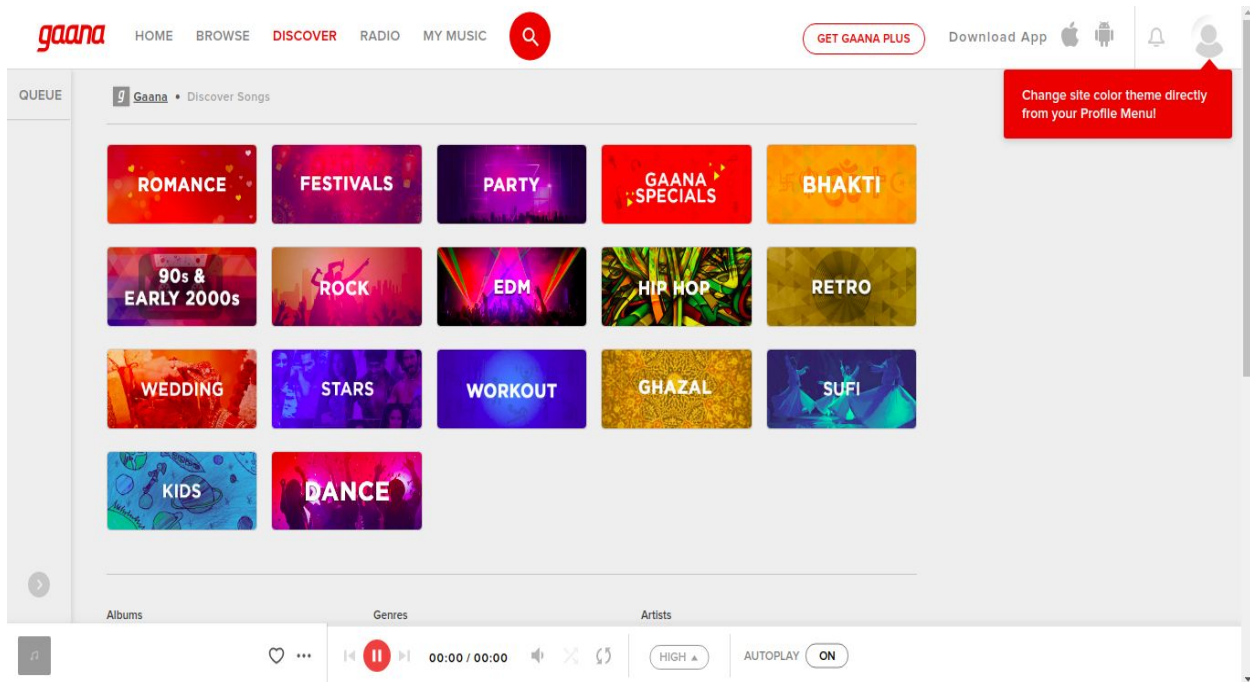 gaana
HOME BROWSE DISCOVER RADIO MY MUSIC
GET GAANA PLUS
Download App
QUEUE
g Gaana • Discover Songs
Change site color theme directly
from your Profile Menu!
ROMANCE
FESTIVALS
PARTY
GAANA
SPECIALS
BHAKTI
90s &
EARLY 2000s
ROCK
EDM
HIP HOP
RETRO
WEDDING
STARS
WORKOUT
GHAZAL
SUFI
KIDS
DANCE
Albums Genres Artists
00:00 / 00:00
HIGH
AUTOPLAY ON